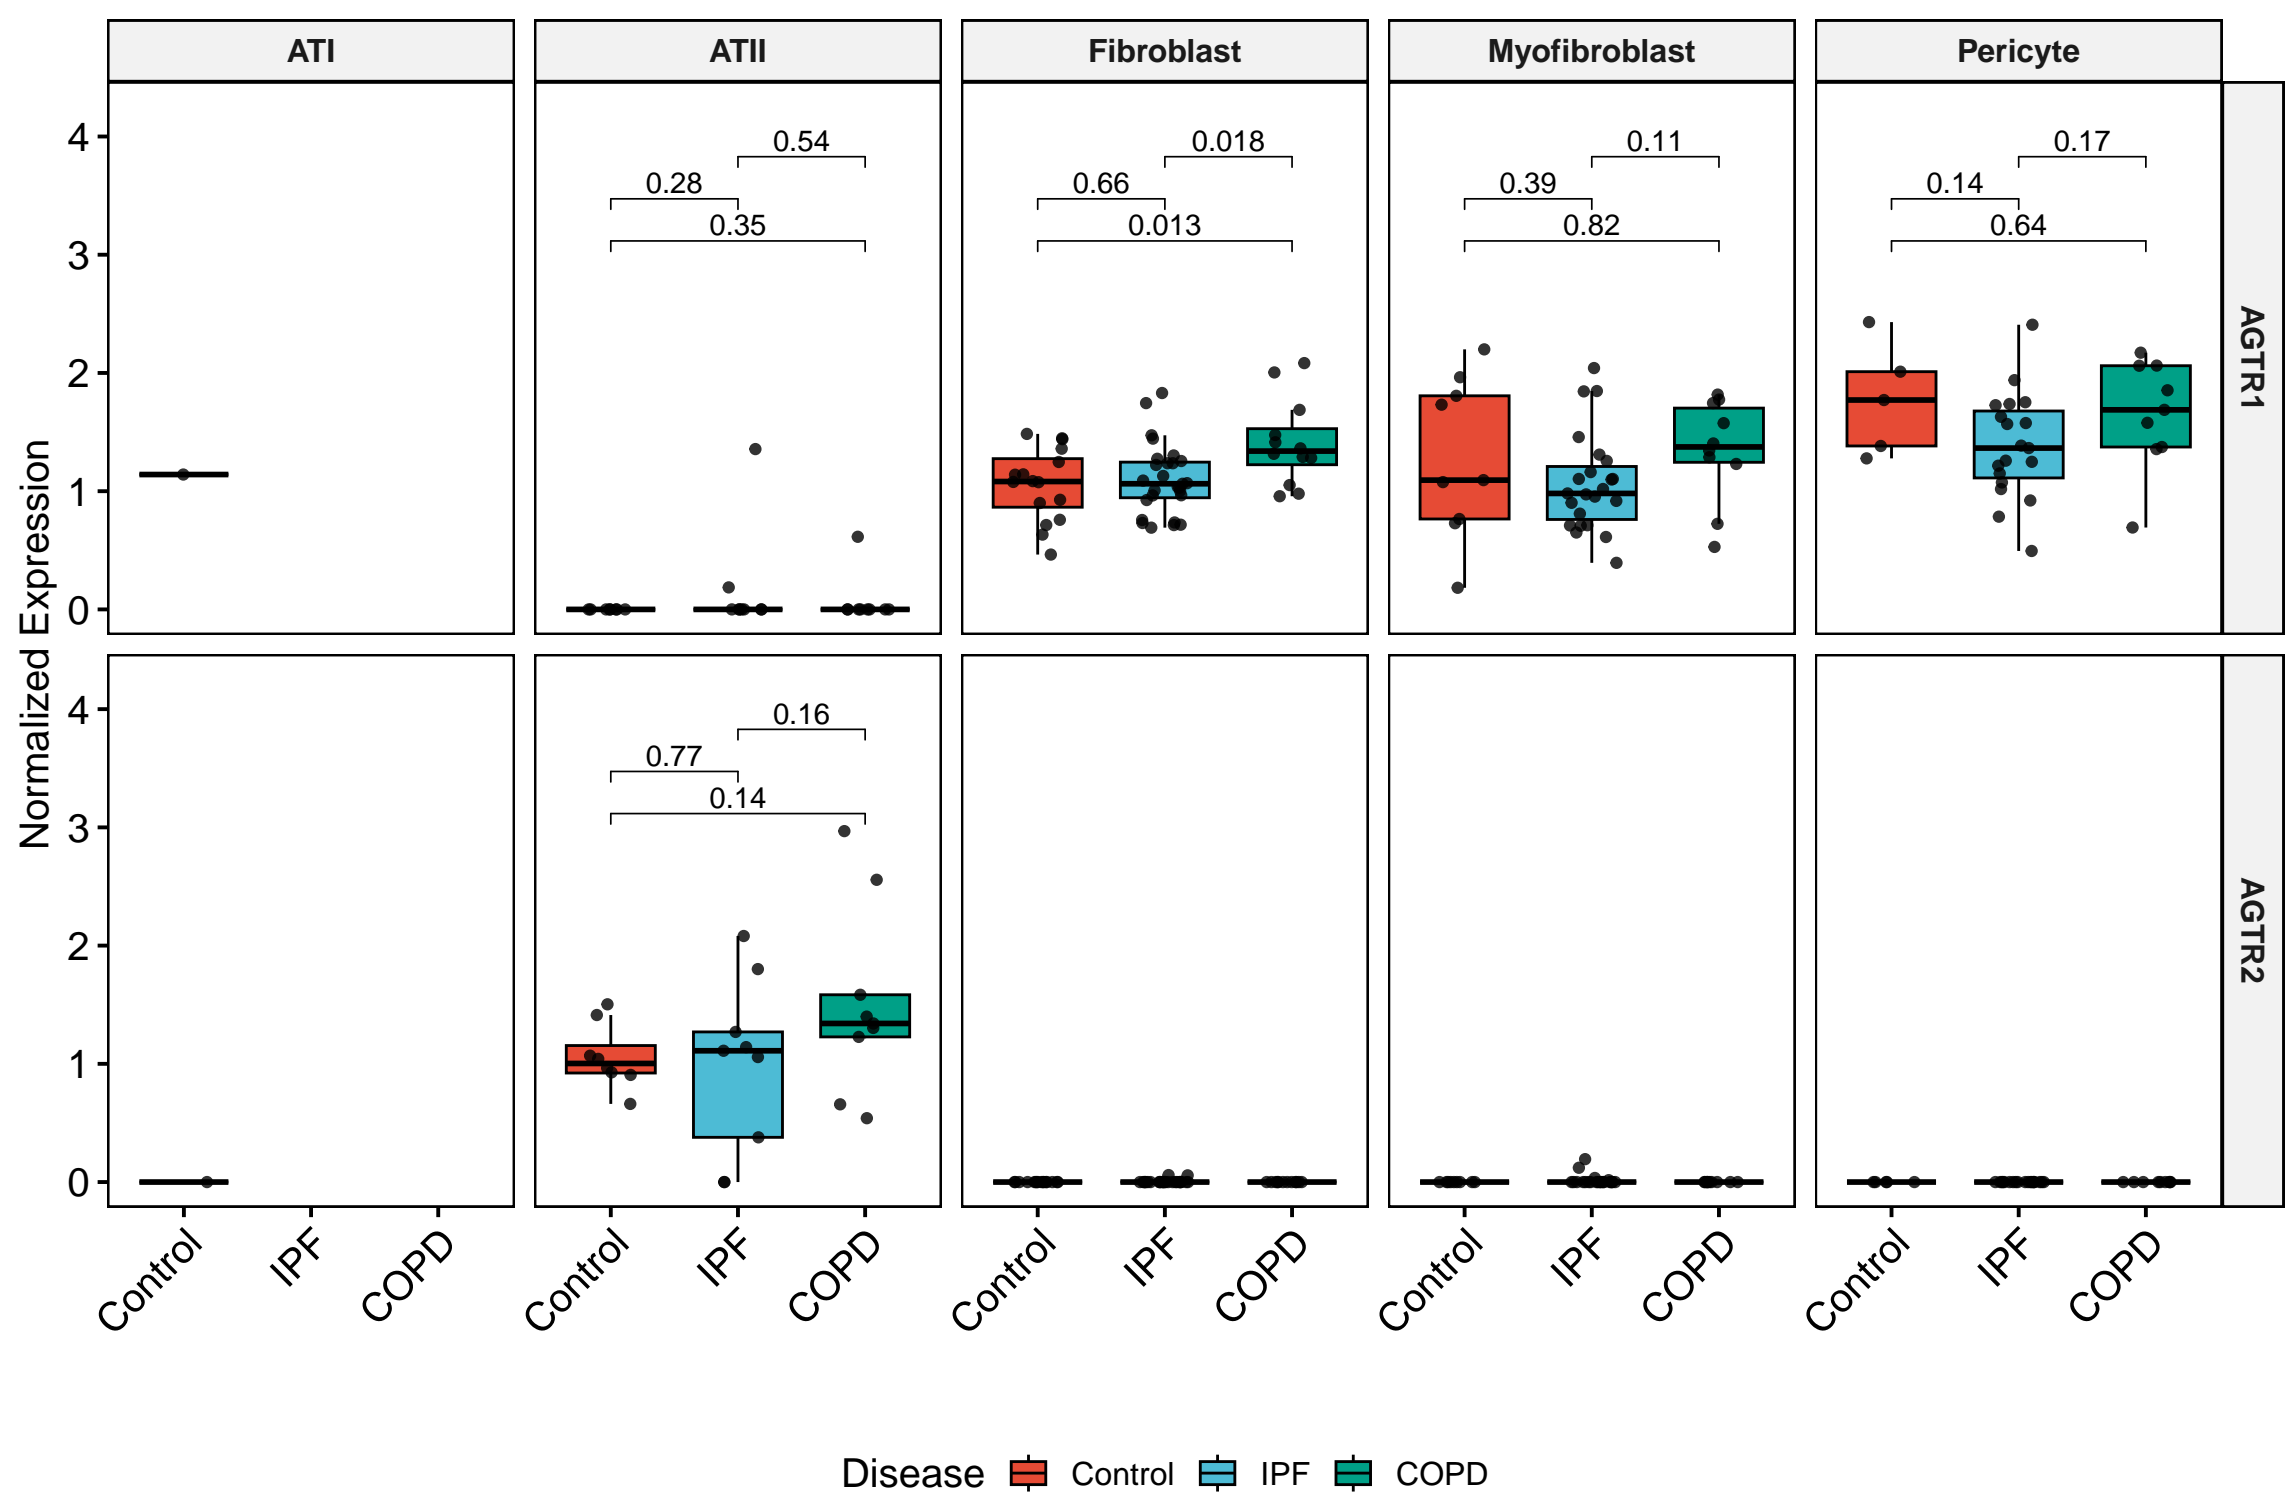 ATI ATII Fibroblast Myofibroblast Pericyte
4 0.54 0.018 0.11 0.17
0.28 0.66 0.39 0.14
0.35 0.013 0.82 0.64
3
2
1
0
AGTR1
Normalized Expression
4 0.16
0.77
0.14
3
2
1
0
AGTR2
Control IPF COPD Control IPF COPD Control IPF COPD Control IPF COPD Control IPF COPD
Disease Control IPF COPD